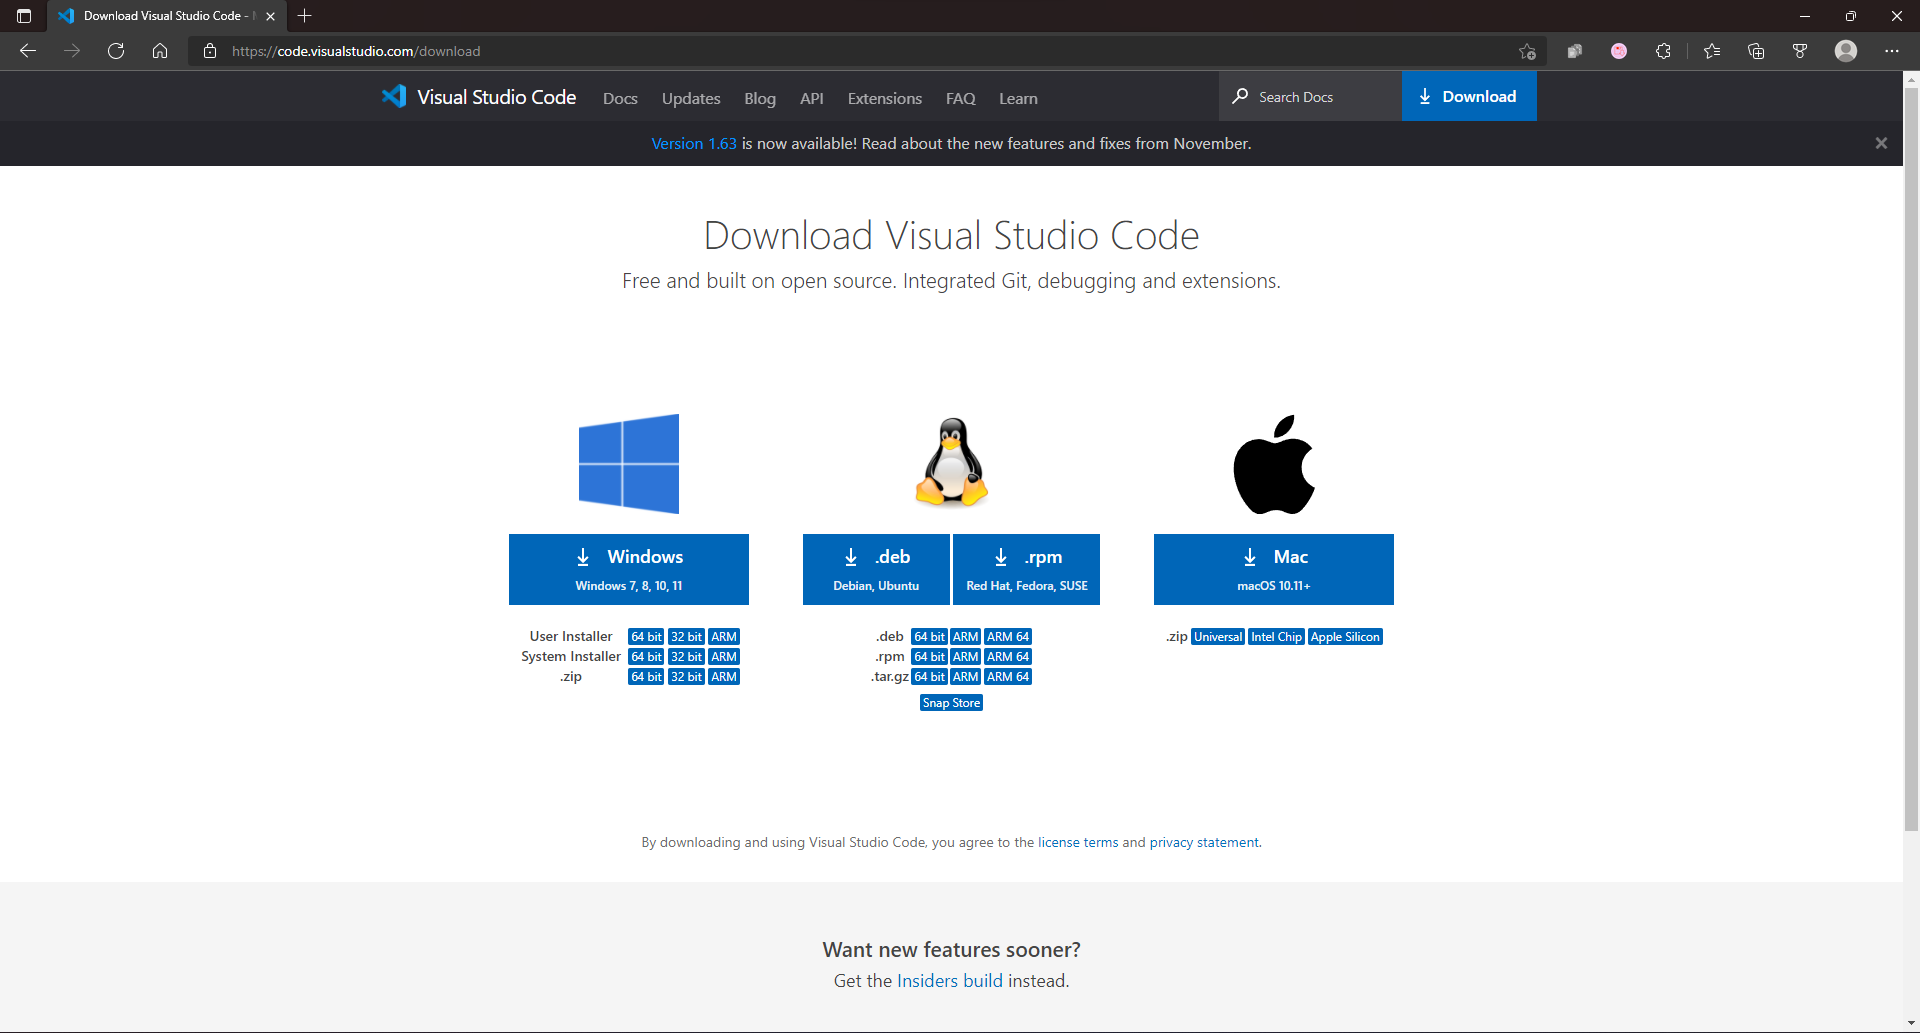 Download Visual Studio Code -
https://code.visualstudio.com/download
Visual Studio Code
Docs
Updates
Blog
API
Extensions
FAQ
Learn
Search Docs
Download
Version 1.63 is now available! Read about the new features and fixes from November.
Download Visual Studio Code
Free and built on open source. Integrated Git, debugging and extensions.
Windows
Windows 7, 8, 10, 11
User Installer 64 bit 32 bit ARM
System Installer 64 bit 32 bit ARM
.zip 64 bit 32 bit ARM
.deb
Debian, Ubuntu
.rpm
Red Hat, Fedora, SUSE
.deb 64 bit ARM ARM 64
.rpm 64 bit ARM ARM 64
.tar.gz 64 bit ARM ARM 64
Snap Store
Mac
macOS 10.11+
.zip Universal Intel Chip Apple Silicon
By downloading and using Visual Studio Code, you agree to the license terms and privacy statement.
Want new features sooner?
Get the Insiders build instead.